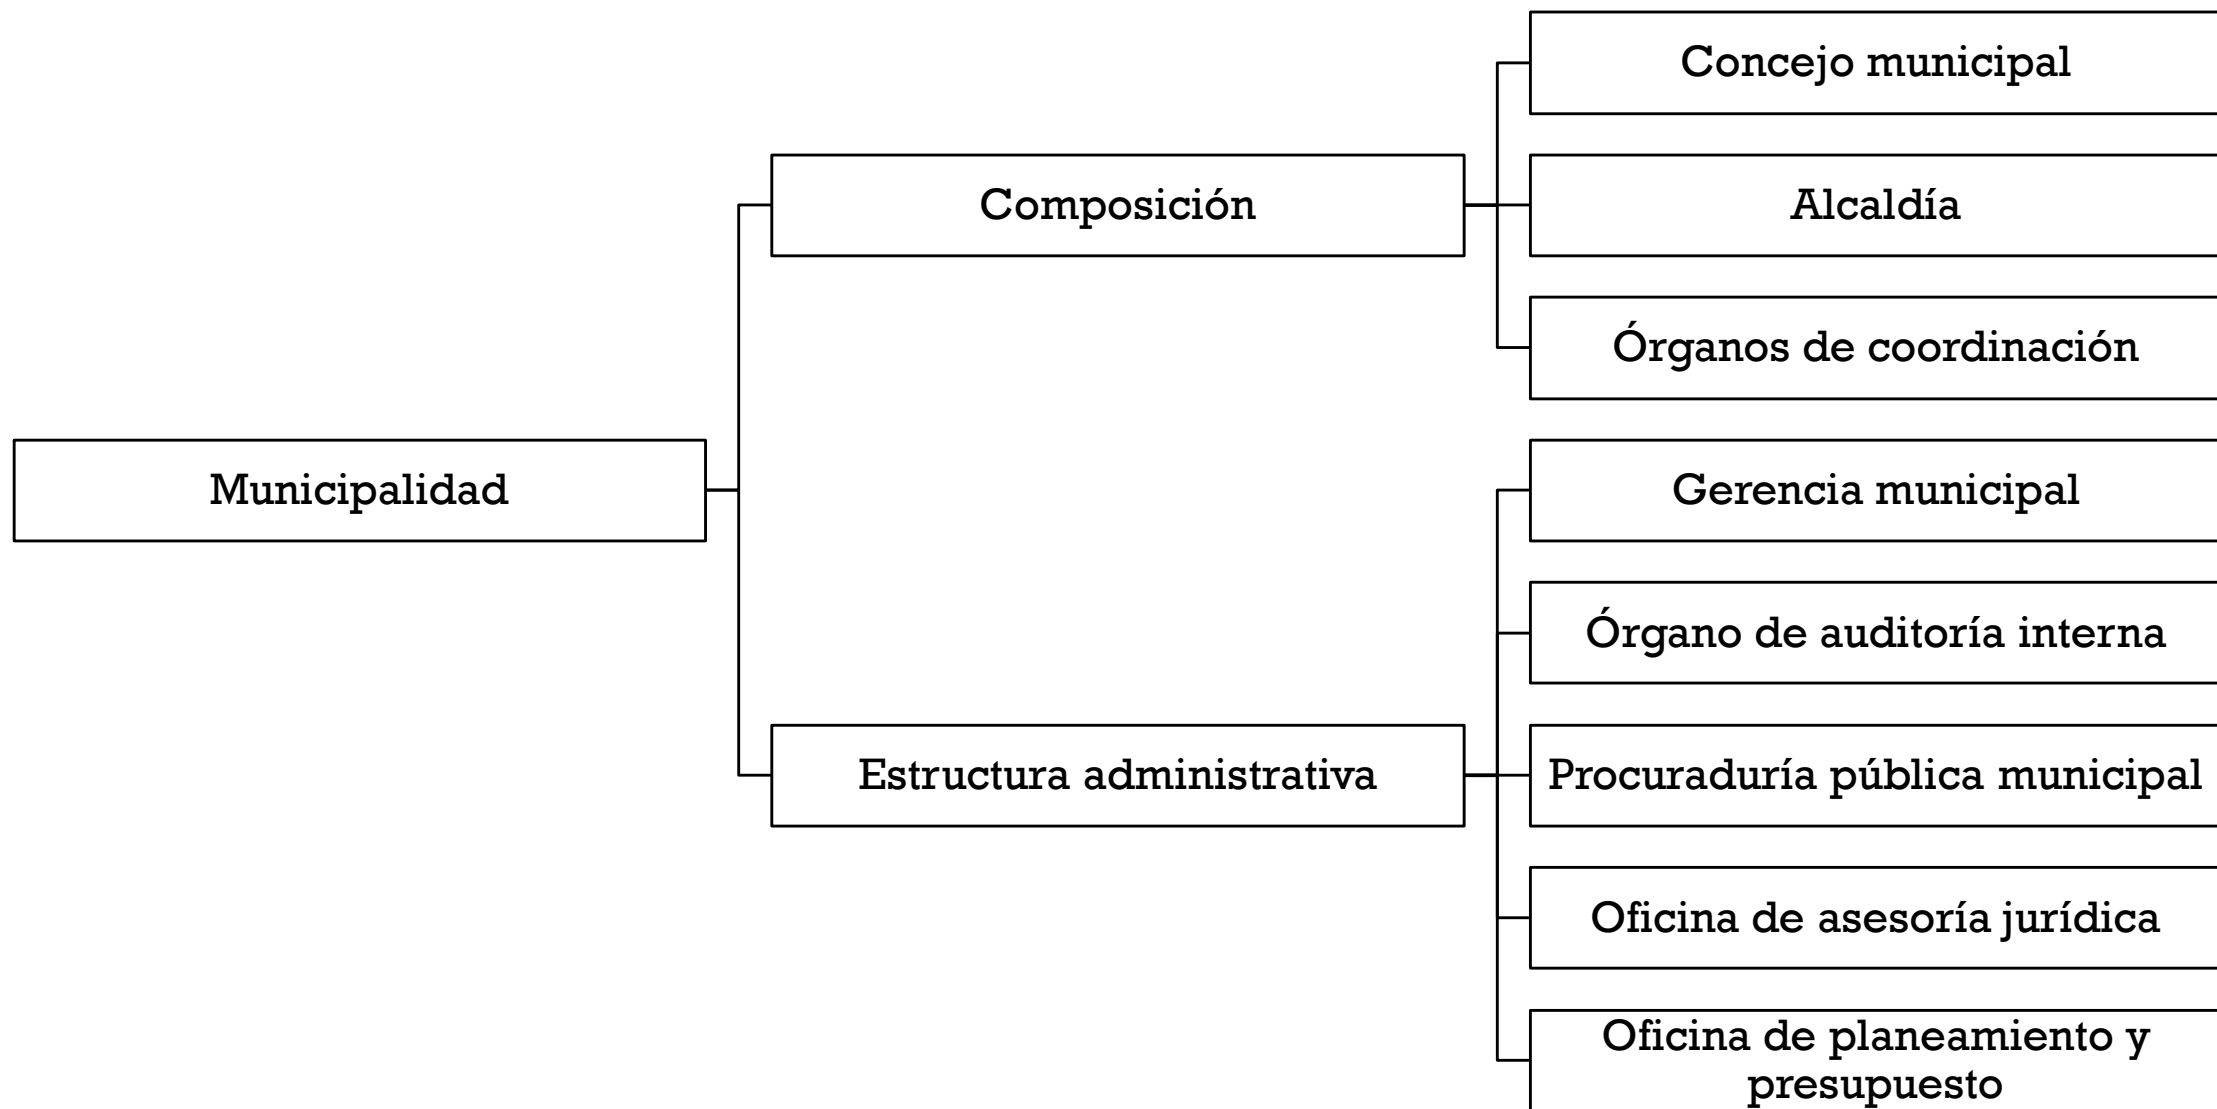 Municipalidad
Composición
Concejo municipal
Alcaldía
Órganos de coordinación
Estructura administrativa
Gerencia municipal
Órgano de auditoría interna
Procuraduría pública municipal
Oficina de asesoría jurídica
Oficina de planeamiento y
presupuesto